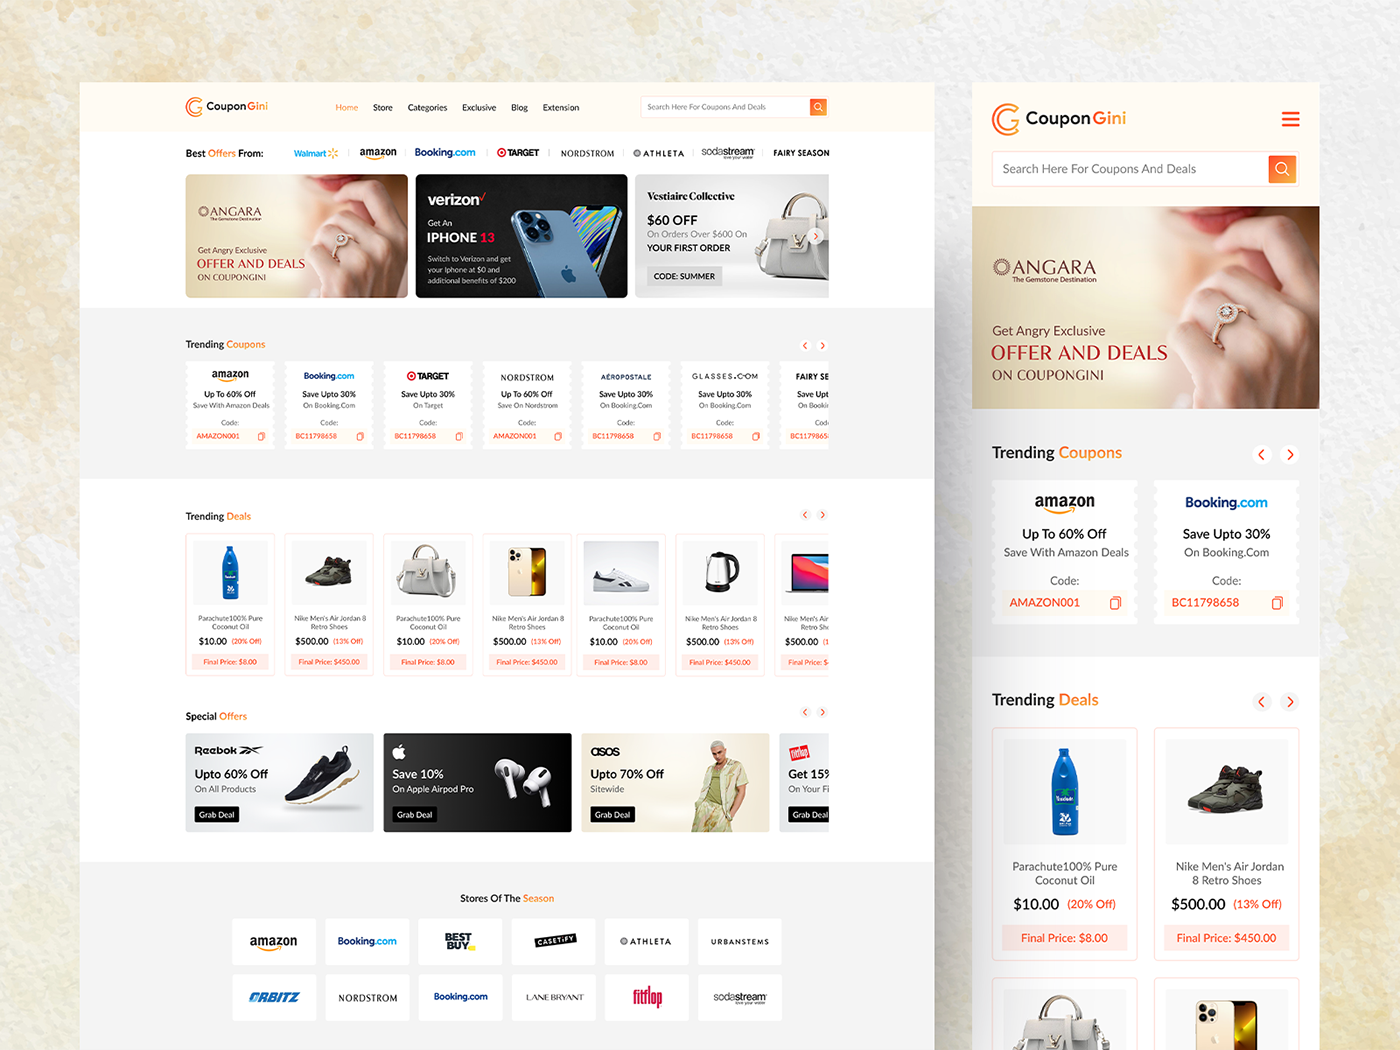 Coupon Gini
Home Store Categories Exclusive Blog Extension
Search Here For Coupons And Deals
Best Offers From: Walmart amazon Booking.com TARGET NORDSTROM ATHLETA sodastream FAIRY SEASON
love your water
ANGARA
The Gemstone Destination
Get Angry Exclusive
OFFER AND DEALS
ON COUPONGINI
verizon
Get An
IPHONE 13
Switch to Verizon and get
your Iphone at $0 and
additional benefits of $200
Vestiaire Collective
$60 OFF
On Orders Over $600 On
YOUR FIRST ORDER
CODE: SUMMER
Trending Coupons
amazon
Up To 60% Off
Save With Amazon Deals
Code:
AMAZON001
Booking.com
Save Upto 30%
On Booking.Com
Code:
BC11798658
TARGET
Save Upto 30%
On Target
Code:
BC11798658
NORDSTROM
Up To 60% Off
Save On Nordstrom
Code:
AMAZON001
AÉROPOSTALE
Save Upto 30%
On Booking.Com
Code:
BC11798658
GLASSES.COM
Save Upto 30%
On Booking.Com
Code:
BC11798658
FAIRY SE
Save Upto
On Bookin
Code:
BC1179865
Trending Deals
Parachute100% Pure
Coconut Oil
$10.00 (20% Off)
Final Price: $8.00
Nike Men's Air Jordan 8
Retro Shoes
$500.00 (13% Off)
Final Price: $450.00
Parachute100% Pure
Coconut Oil
$10.00 (20% Off)
Final Price: $8.00
Nike Men's Air Jordan 8
Retro Shoes
$500.00 (13% Off)
Final Price: $450.00
Parachute100% Pure
Coconut Oil
$10.00 (20% Off)
Final Price: $8.00
Nike Men's Air Jordan 8
Retro Shoes
$500.00 (13% Off)
Final Price: $450.00
Nike Men's
Retro
$500.00 (1
Final Price: $4
Special Offers
Reebok
Upto 60% Off
On All Products
Grab Deal
Save 10%
On Apple Airpod Pro
Grab Deal
asos
Upto 70% Off
Sitewide
Grab Deal
fitflop
Get 15%
On Your Fi
Grab Deal
Stores Of The Season
amazon Booking.com BEST BUY CASETiFY ATHLETA URBANSTEMS
ORBITZ NORDSTROM Booking.com LANE BRYANT fitflop sodastream
love your water
Coupon Gini
Search Here For Coupons And Deals
ANGARA
The Gemstone Destination
Get Angry Exclusive
OFFER AND DEALS
ON COUPONGINI
Trending Coupons
amazon
Up To 60% Off
Save With Amazon Deals
Code:
AMAZON001
Booking.com
Save Upto 30%
On Booking.Com
Code:
BC11798658
Trending Deals
Parachute
Parachute100% Pure
Coconut Oil
$10.00 (20% Off)
Final Price: $8.00
Nike Men's Air Jordan
8 Retro Shoes
$500.00 (13% Off)
Final Price: $450.00